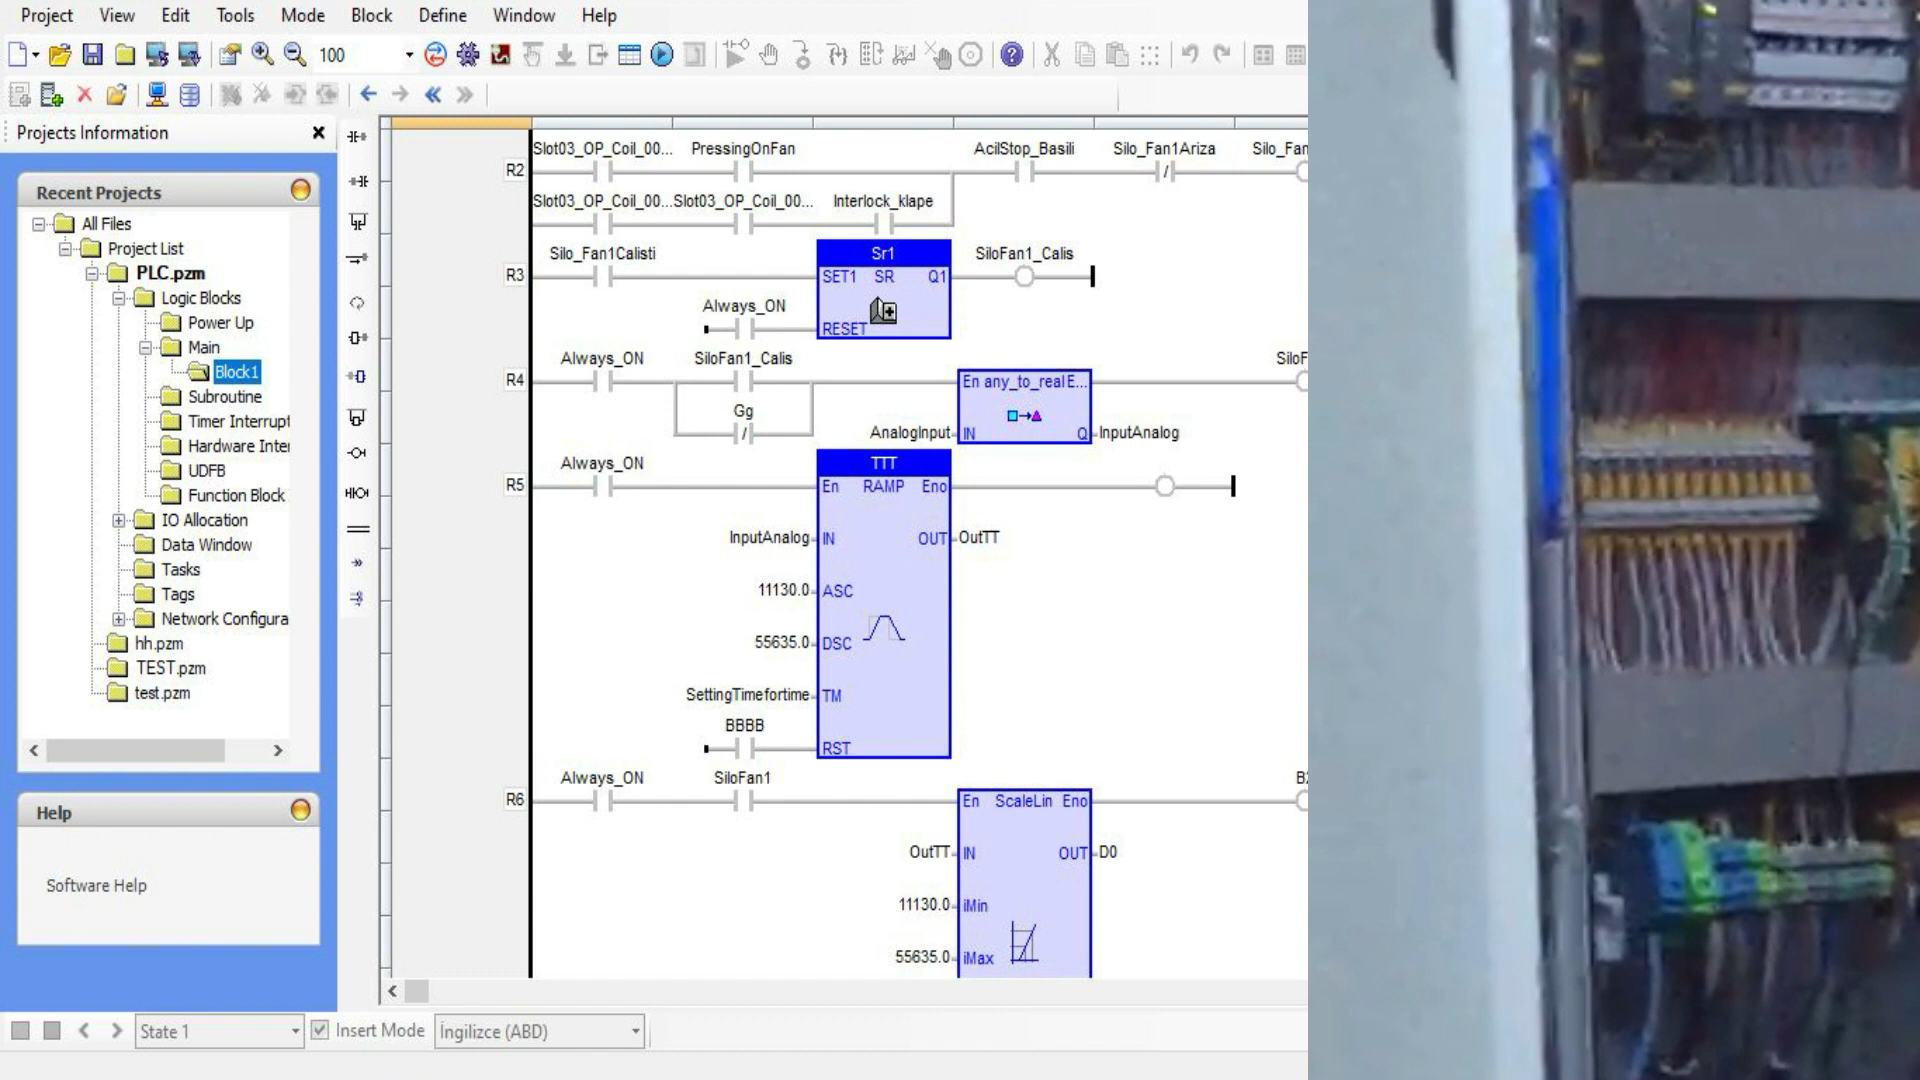 Project View Edit Tools Mode Block Define Window Help
100
Projects Information
Recent Projects
All Files
Project List
PLC.pzm
Logic Blocks
Power Up
Main
Block1
Subroutine
Timer Interrupt
Hardware Inter
UDFB
Function Block
IO Allocation
Data Window
Tasks
Tags
Network Configura
hh.pzm
TEST.pzm
test.pzm
Help
Software Help
Slot03_OP_Coil_00... PressingOnFan AcilStop_Basili Silo_Fan1Ariza Silo_Fan
R2
Slot03_OP_Coil_00... Slot03_OP_Coil_00... Interlock_klape
Silo_Fan1Calisti Sr1 SiloFan1_Calis
R3 SET1 SR Q1
Always_ON
RESET
Always_ON SiloFan1_Calis SiloF
R4 En any_to_realE...
Gg
AnalogInput IN Q InputAnalog
Always_ON TTT
R5 En RAMP Eno
InputAnalog IN OUT OutTT
11130.0 ASC
55635.0 DSC
SettingTimefortime TM
BBBB
RST
Always_ON SiloFan1
R6 En ScaleLin Eno
OutTT IN OUT D0
11130.0 iMin
55635.0 iMax
State 1 Insert Mode İngilizce (ABD)